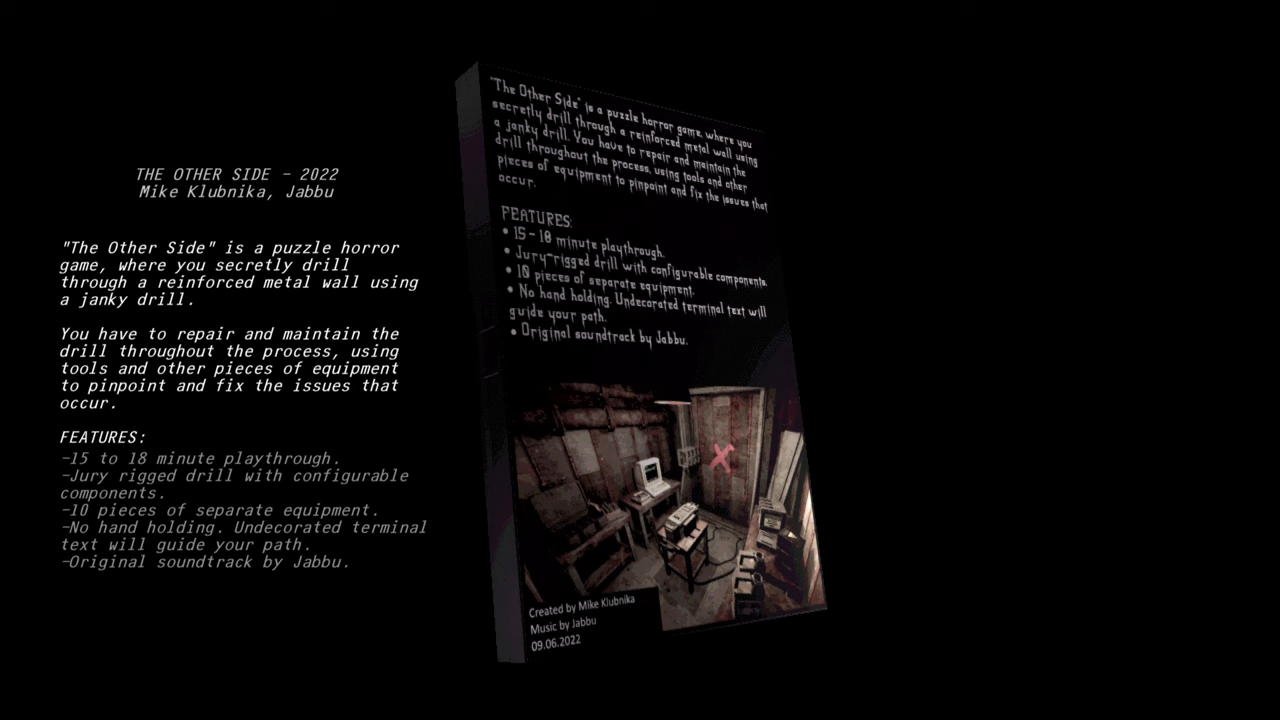 THE OTHER SIDE - 2022
Mike Klubnika, Jabbu
"The Other Side" is a puzzle horror
game, where you secretly drill
through a reinforced metal wall using
a janky drill.
You have to repair and maintain the
drill throughout the process, using
tools and other pieces of equipment
to pinpoint and fix the issues that
occur.
FEATURES:
-15 to 18 minute playthrough.
-Jury rigged drill with configurable
components.
-10 pieces of separate equipment.
-No hand holding. Undecorated terminal
text will guide your path.
-Original soundtrack by Jabbu.
"The Other Side" is a puzzle horror game, where you
secretly drill through a reinforced metal wall using
a janky drill. You have to repair and maintain the
drill throughout the process, using tools and other
pieces of equipment to pinpoint and fix the issues that
occur.
FEATURES:
• 15-18 minute playthrough.
• Jury-rigged drill with configurable components.
• 10 pieces of separate equipment.
• No hand holding. Undecorated terminal text will
guide your path.
• Original soundtrack by Jabbu.
Created by Mike Klubnika
Music by Jabbu
09.06.2022